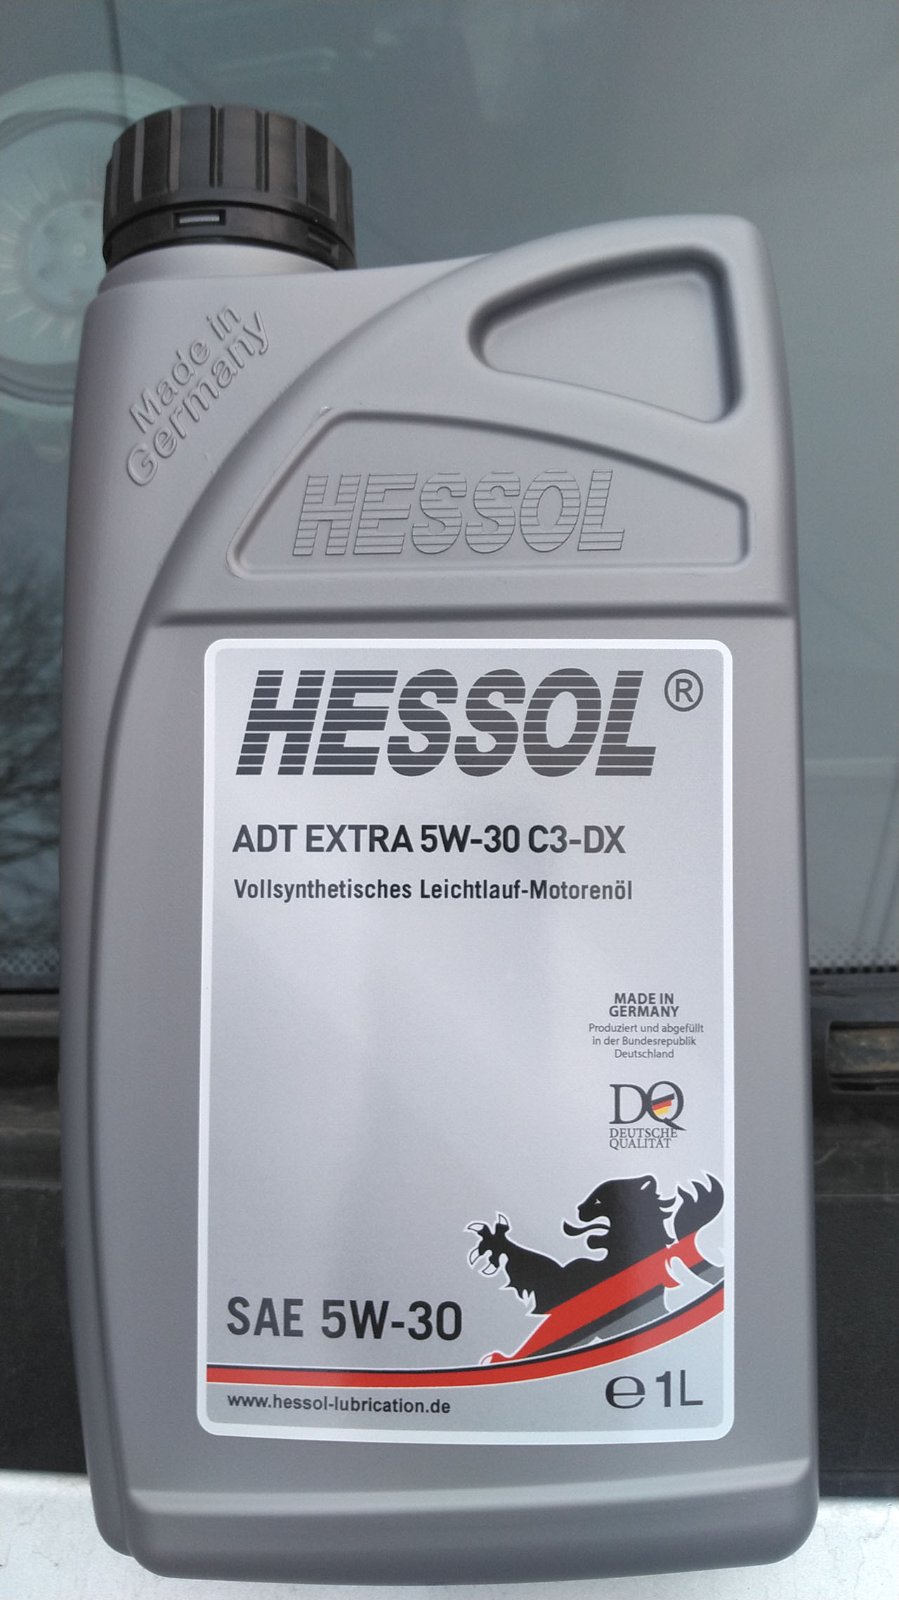 Made in
Germany
HESSOL
HESSOL®
ADT EXTRA 5W-30 C3-DX
Vollsynthetisches Leichtlauf-Motorenöl
MADE IN
GERMANY
Produziert und abgefüllt
in der Bundesrepublik
Deutschland
DQ
DEUTSCHE
QUALITÄT
SAE 5W-30
www.hessol-lubrication.de
℮ 1L